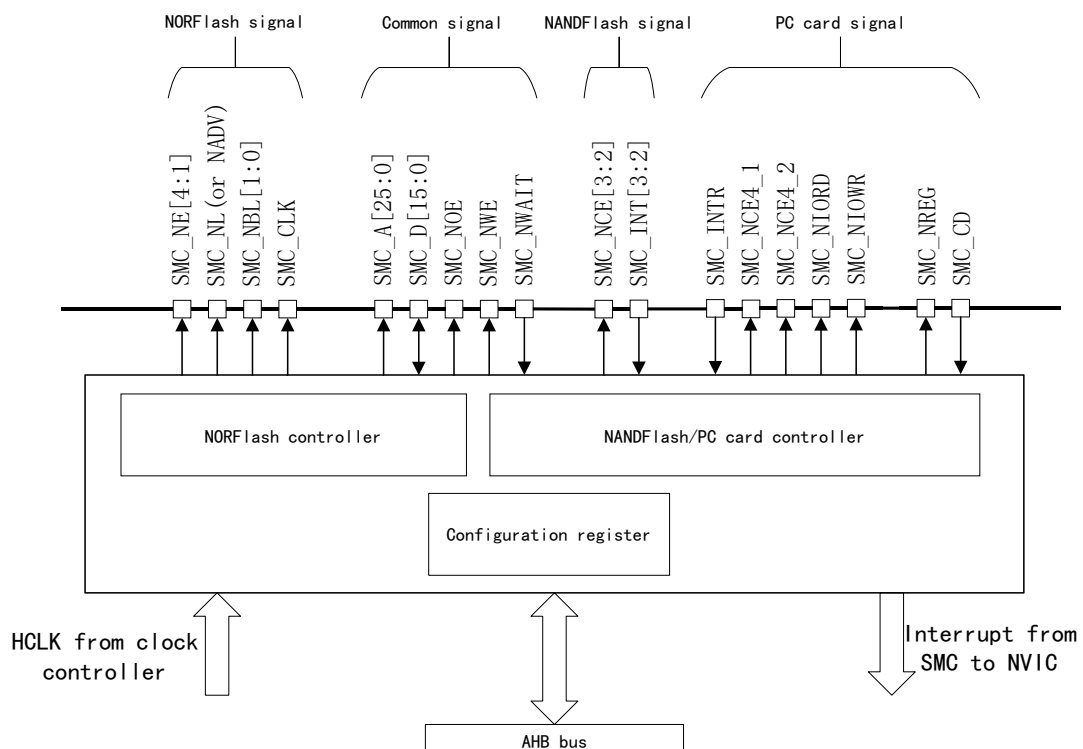 NORFlash signal
Common signal
NANDFlash signal
PC card signal
SMC_NE[4:1]
SMC_NL(or NADV)
SMC_NBL[1:0]
SMC_CLK
SMC_A[25:0]
SMC_D[15:0]
SMC_NOE
SMC_NWE
SMC_NWAIT
SMC_NCE[3:2]
SMC_INT[3:2]
SMC_INTR
SMC_NCE4_1
SMC_NCE4_2
SMC_NIORD
SMC_NIOWR
SMC_NREG
SMC_CD
NORFlash controller
NANDFlash/PC card controller
Configuration register
HCLK from clock
controller
Interrupt from
SMC to NVIC
AHB bus